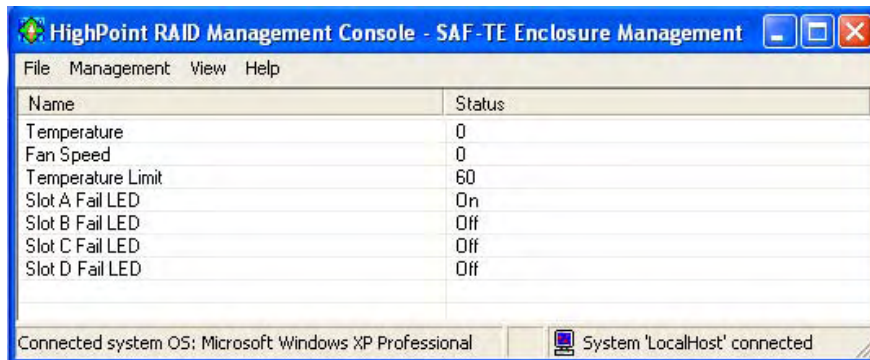 HighPoint RAID Management Console - SAF-TE Enclosure Management
File Management View Help
Name Status
Temperature 0
Fan Speed 0
Temperature Limit 60
Slot A Fail LED On
Slot B Fail LED Off
Slot C Fail LED Off
Slot D Fail LED Off
Connected system OS: Microsoft Windows XP Professional System 'LocalHost' connected